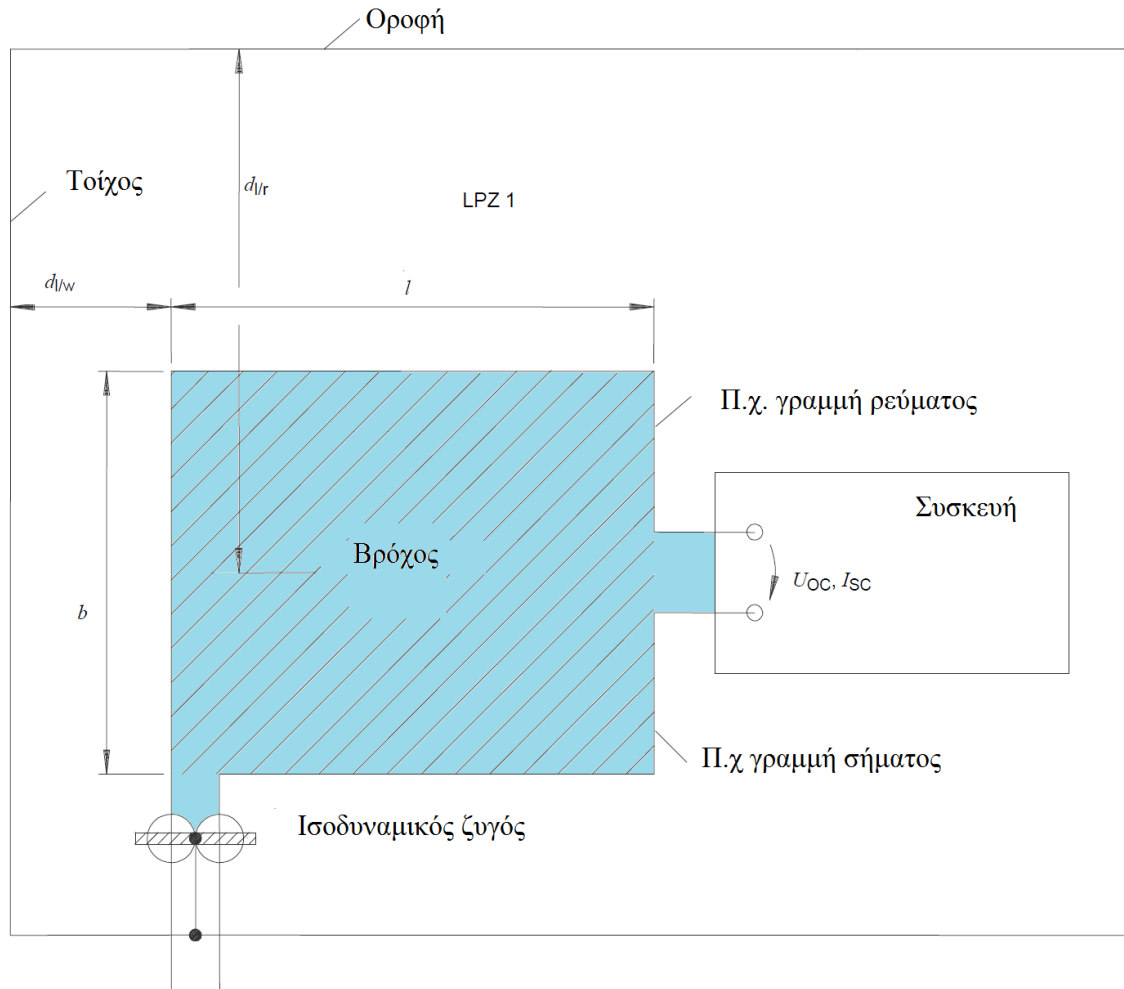 Οροφή
Τοίχος
d_l/r
LPZ 1
d_l/w
l
Π.χ. γραμμή ρεύματος
Συσκευή
Βρόχος
U_OC, I_SC
b
Π.χ γραμμή σήματος
Ισοδυναμικός ζυγός